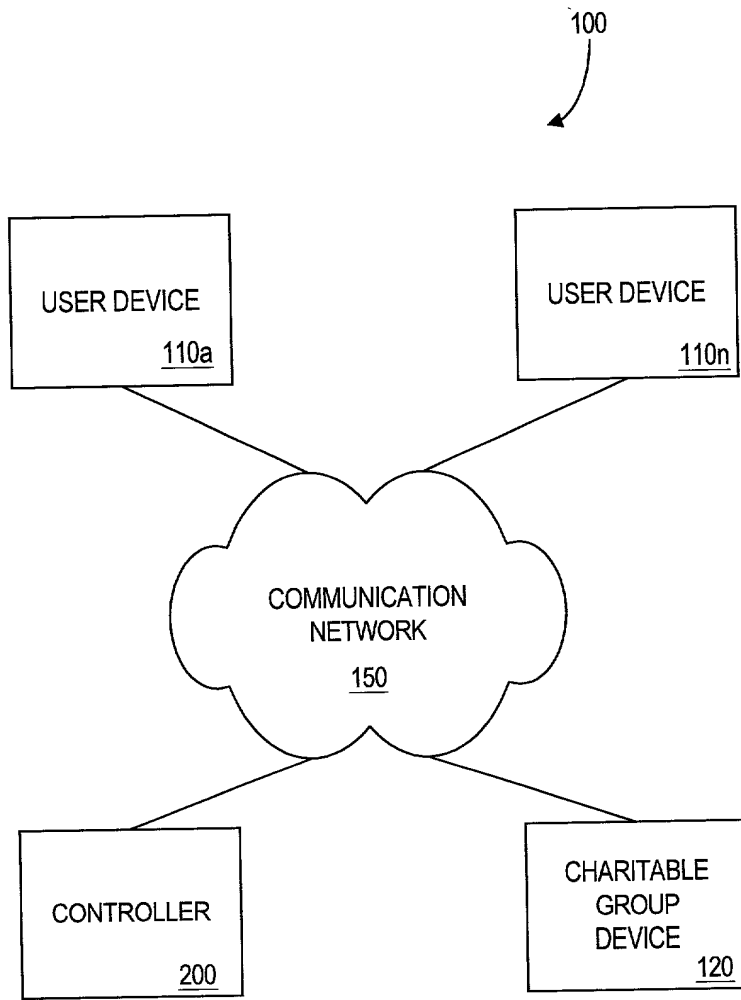 100
USER DEVICE
110a
USER DEVICE
110n
COMMUNICATION
NETWORK
150
CONTROLLER
200
CHARITABLE
GROUP
DEVICE
120